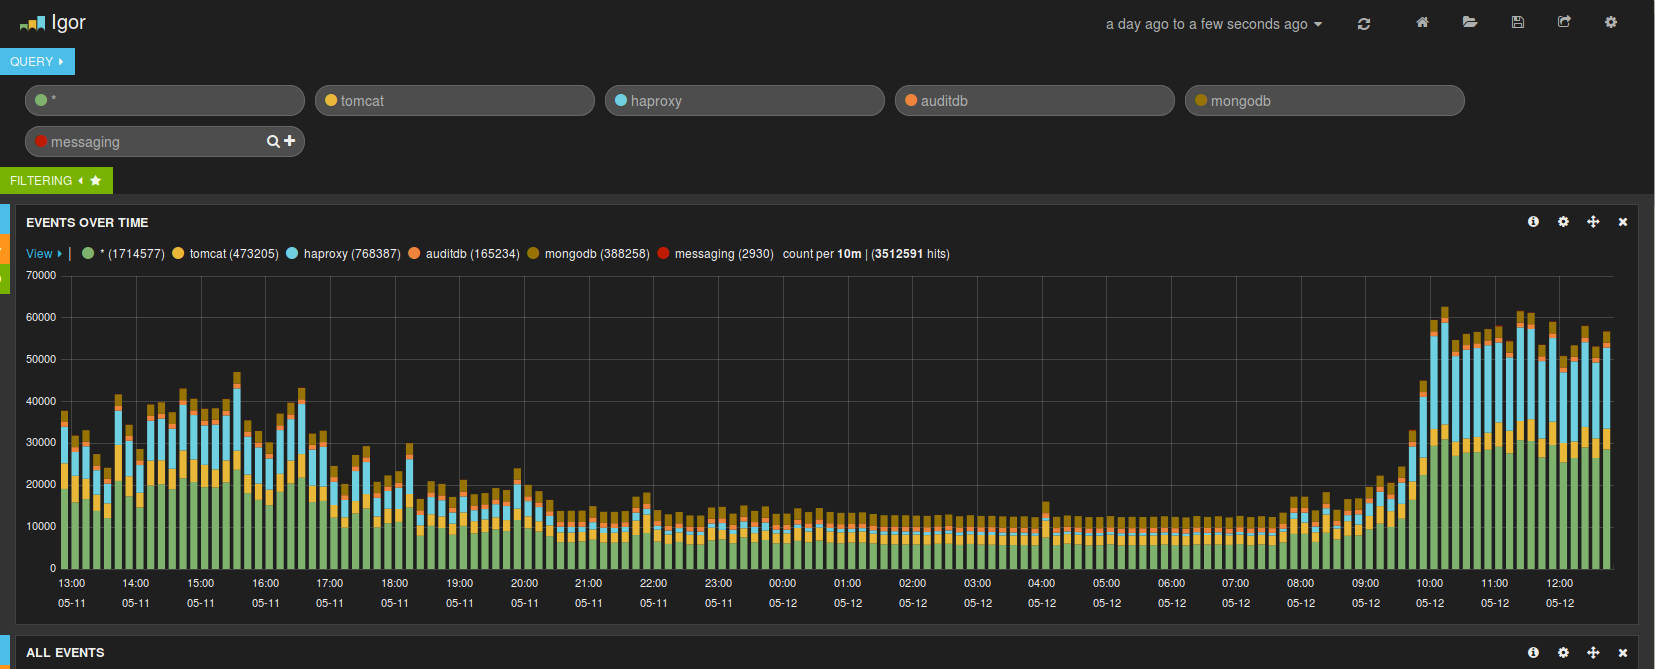 Igor
a day ago to a few seconds ago
QUERY
*
tomcat
haproxy
auditdb
mongodb
messaging
FILTERING
EVENTS OVER TIME
View | * (1714577) tomcat (473205) haproxy (768387) auditdb (165234) mongodb (388258) messaging (2930) count per 10m | (3512591 hits)
70000
60000
50000
40000
30000
20000
10000
0
13:00 14:00 15:00 16:00 17:00 18:00 19:00 20:00 21:00 22:00 23:00 00:00 01:00 02:00 03:00 04:00 05:00 06:00 07:00 08:00 09:00 10:00 11:00 12:00
05-11 05-11 05-11 05-11 05-11 05-11 05-11 05-11 05-11 05-11 05-11 05-12 05-12 05-12 05-12 05-12 05-12 05-12 05-12 05-12 05-12 05-12 05-12 05-12
ALL EVENTS